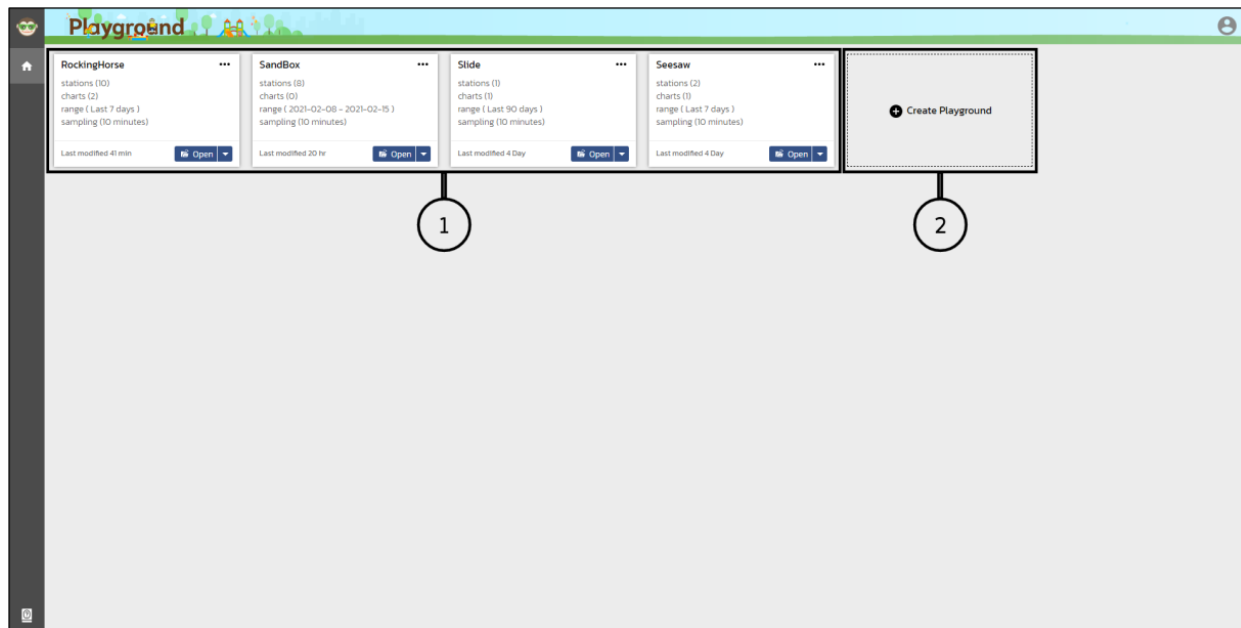 Playground
RockingHorse
stations (10)
charts (2)
range ( Last 7 days )
sampling (10 minutes)
Last modified 41 min
Open
SandBox
stations (8)
charts (0)
range ( 2021-02-08 - 2021-02-15 )
sampling (10 minutes)
Last modified 20 hr
Open
Slide
stations (1)
charts (1)
range ( Last 90 days )
sampling (10 minutes)
Last modified 4 Day
Open
Seesaw
stations (2)
charts (1)
range ( Last 7 days )
sampling (10 minutes)
Last modified 4 Day
Open
Create Playground
1
2